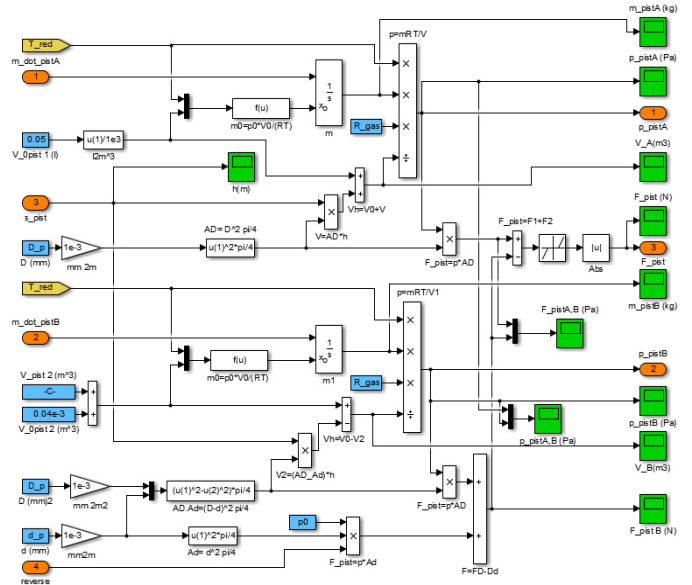 m_pistA (kg)
p=mRT/V
T_red
m_dot_pistA
p_pistA (Pa)
1
1
s
xo
m
f(u)
m0=p0*V0/(RT)
R_gas
1
p_pistA
0.05
V_0pist 1 (l)
u(1)/1e3
l2m^3
V_A(m3)
h(m)
Vh=V0+V
3
s_pist
V=AD*h
F_pist (N)
AD= D^2 pi/4
F_pist=F1+F2
D_p
D (mm)
1e-3
mm 2m
u(1)^2*pi/4
F_pist=p*AD
|u|
Abs
3
F_pist
T_red
p=mRT/V1
m_pistB (kg)
m_dot_pistB
2
F_pistA,B (Pa)
f(u)
m0=p0*V0/(RT)
1
s
xo
m1
p_pistB
2
V_pist 2 (m^3)
-C-
0.04e-3
V_0pist 2 (m^3)
R_gas
p_pistB (Pa)
p_pistA,B (Pa)
Vh=V0-V2
V2=(AD_Ad)*h
V_B(m3)
D_p
D (mm)2
1e-3
mm 2m2
(u(1)^2-u(2)^2)*pi/4
AD.Ad=(D-d)^2 pi/4
F_pist=p*AD
p0
F_pist B (N)
d_p
d (mm)
1e-3
mm2m
u(1)^2*pi/4
Ad= d^2 pi/4
F_pist=p*Ad
F=FD-Dd
4
reverse